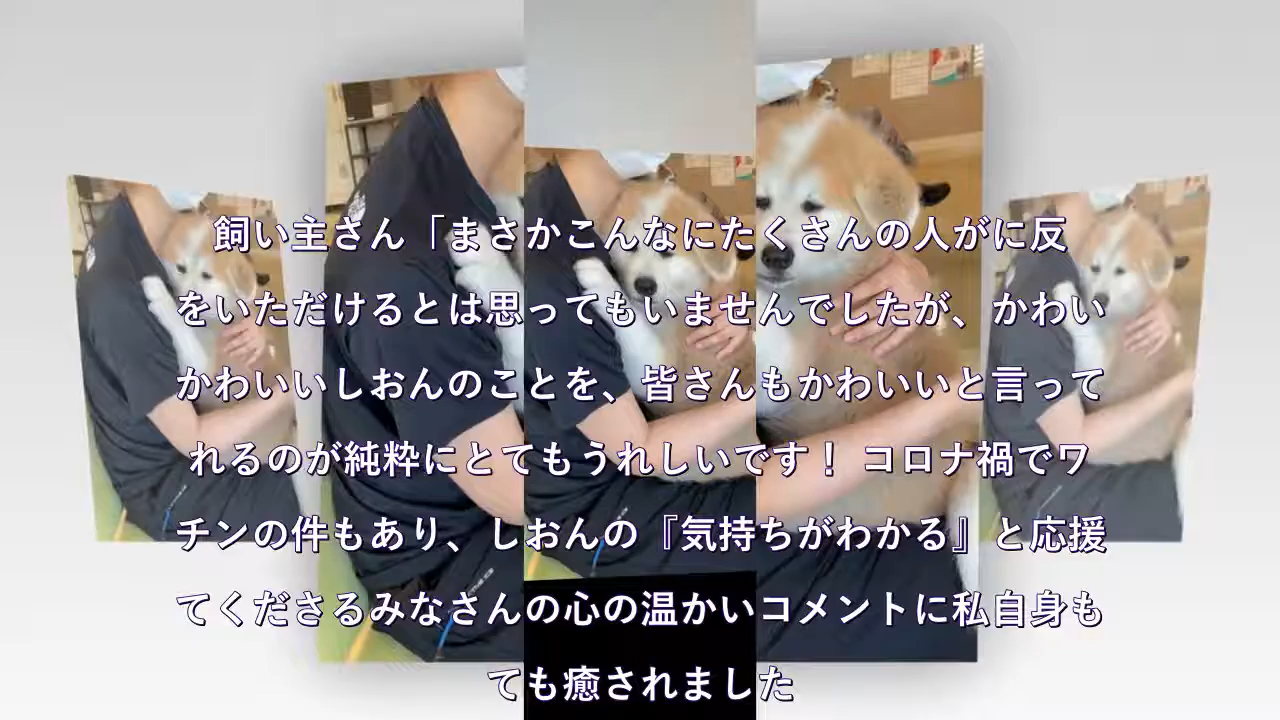 飼い主さん「まさかこんなにたくさんの人がに反
をいただけるとは思ってもいませんでしたが、かわい
かわいいしおんのことを、皆さんもかわいいと言って
れるのが純粋にとてもうれしいです！ コロナ禍でワ
チンの件もあり、しおんの『気持ちがわかる』と応援
てくださるみなさんの心の温かいコメントに私自身も
ても癒されました